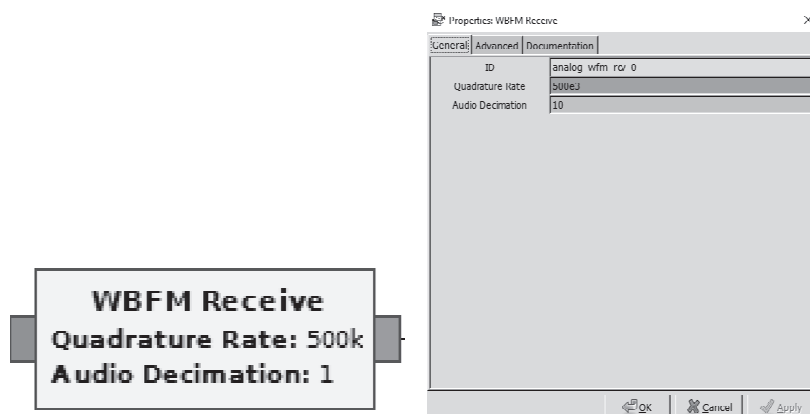 WBFM Receive
Quadrature Rate: 500k
Audio Decimation: 1
Properties: WBFM Receive
General Advanced Documentation
ID analog_wfm_rcv_0
Quadrature Rate 500e3
Audio Decimation 10
OK Cancel Apply